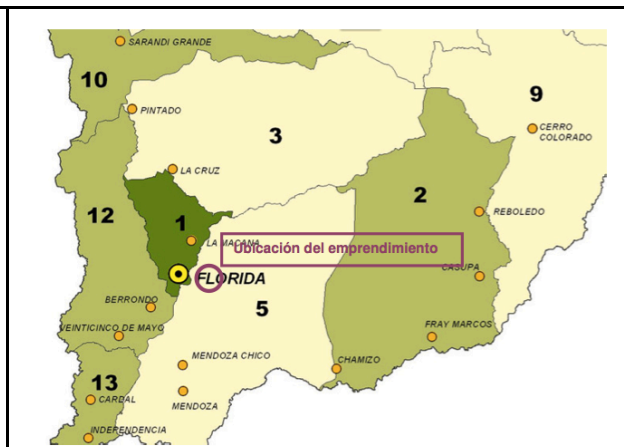 SARANDI GRANDE
10
9
PINTADO
3
CERRO
COLORADO
LA CRUZ
2
12
1
REBOLEDO
LA MACANA
Ubicación del emprendimiento
CASUPA
FLORIDA
BERRONDO
5
VEINTICINCO DE MAYO
FRAY MARCOS
MENDOZA CHICO
CHAMIZO
13
CARDAL
MENDOZA
INDEPENDENCIA